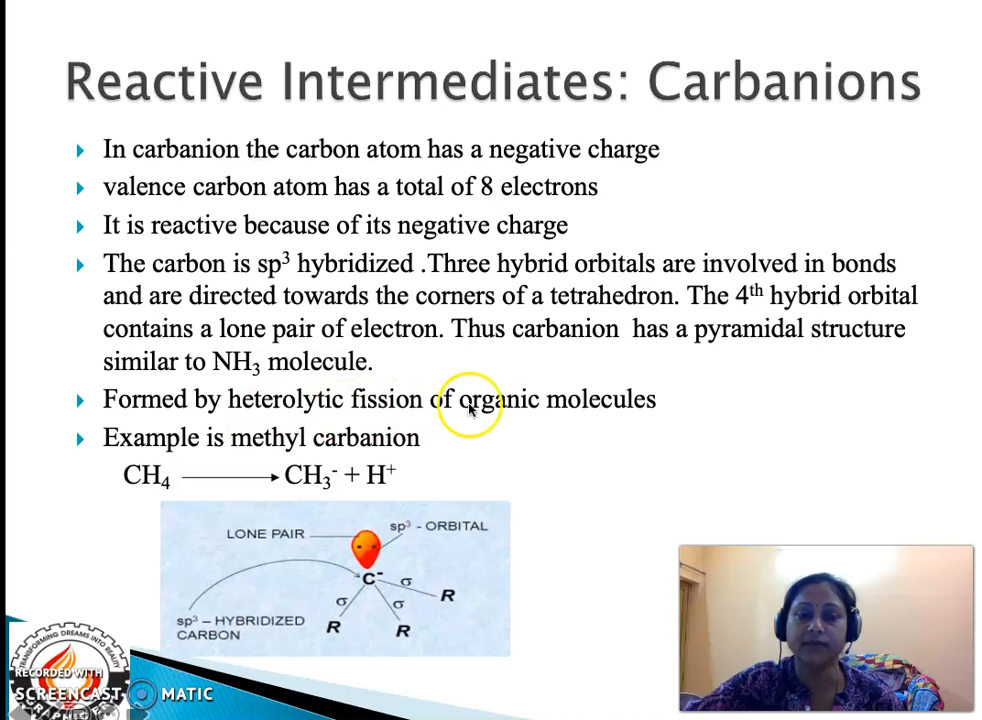 Reactive Intermediates: Carbanions
In carbanion the carbon atom has a negative charge
valence carbon atom has a total of 8 electrons
It is reactive because of its negative charge
The carbon is sp³ hybridized .Three hybrid orbitals are involved in bonds
and are directed towards the corners of a tetrahedron. The 4ᵗʰ hybrid orbital
contains a lone pair of electron. Thus carbanion has a pyramidal structure
similar to NH₃ molecule.
Formed by heterolytic fission of organic molecules
Example is methyl carbanion
CH₄ ⟶ CH₃⁻ + H⁺
LONE PAIR
sp³ - ORBITAL
C⁻
σ
R
σ
σ
sp³ – HYBRIDIZED
CARBON
R
R
TRANSFORMING DREAMS INTO REALITY
RECORDED WITH
SCREENCAST MATIC